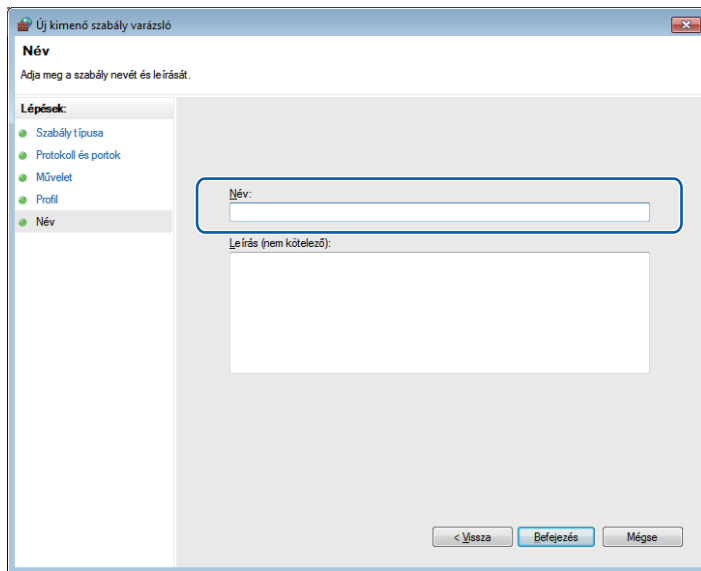 Új kimenő szabály varázsló
Név
Adja meg a szabály nevét és leírását.
Lépések:
Szabály típusa
Protokoll és portok
Művelet
Profil
Név
Név:
Leírás (nem kötelező):
< Vissza
Befejezés
Mégse